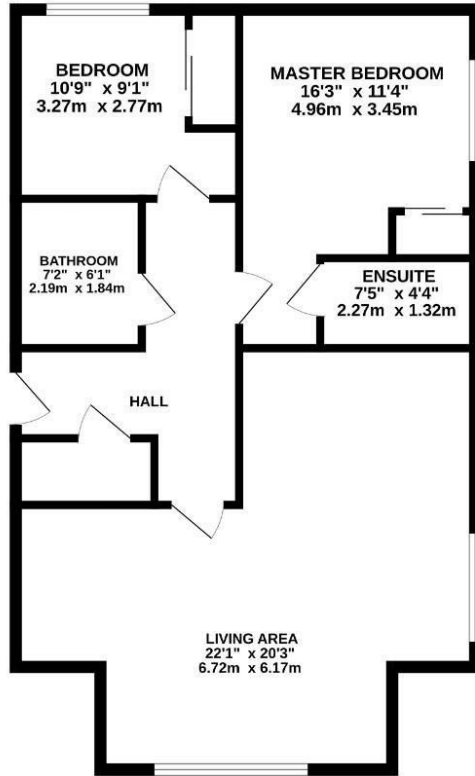 BEDROOM
10'9" x 9'1"
3.27m x 2.77m
MASTER BEDROOM
16'3" x 11'4"
4.96m x 3.45m
BATHROOM
7'2" x 6'1"
2.19m x 1.84m
ENSUITE
7'5" x 4'4"
2.27m x 1.32m
HALL
LIVING AREA
22'1" x 20'3"
6.72m x 6.17m